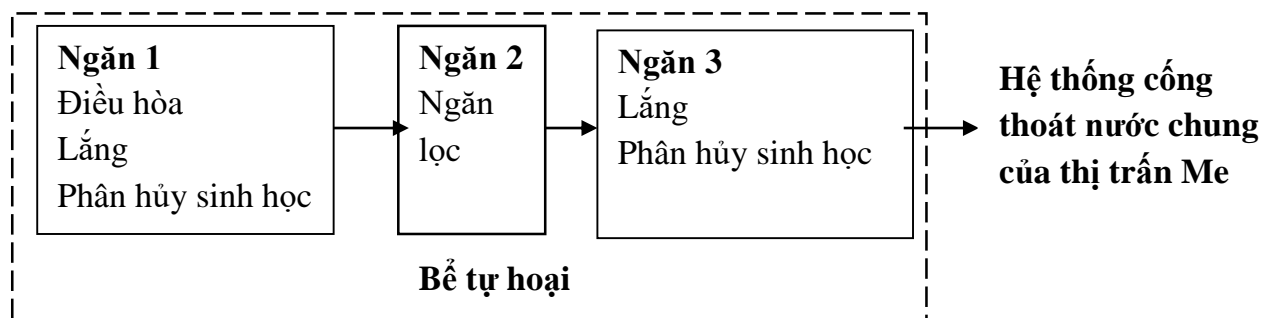 Ngăn 1
Điều hòa
Lắng
Phân hủy sinh học
Ngăn 2
Ngăn
lọc
Ngăn 3
Lắng
Phân hủy sinh học
Hệ thống cống
thoát nước chung
của thị trấn Me
Bể tự hoại